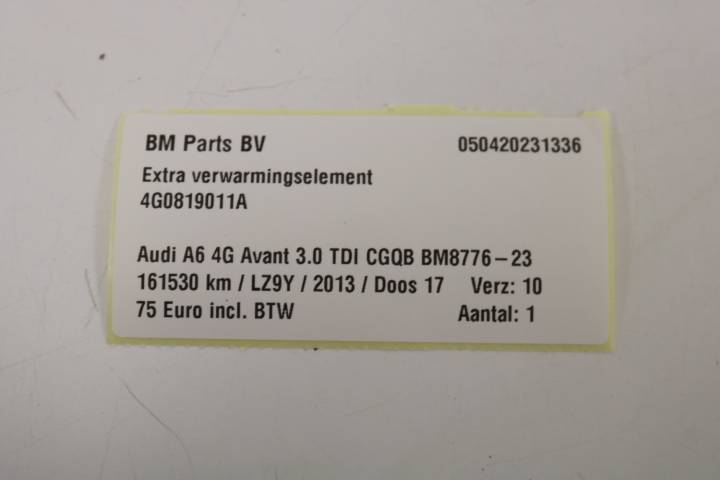 BM Parts BV 050420231336
Extra verwarmingselement
4G0819011A
Audi A6 4G Avant 3.0 TDI CGQB BM8776-23
161530 km / LZ9Y / 2013 / Doos 17 Verz: 10
75 Euro incl. BTW Aantal: 1